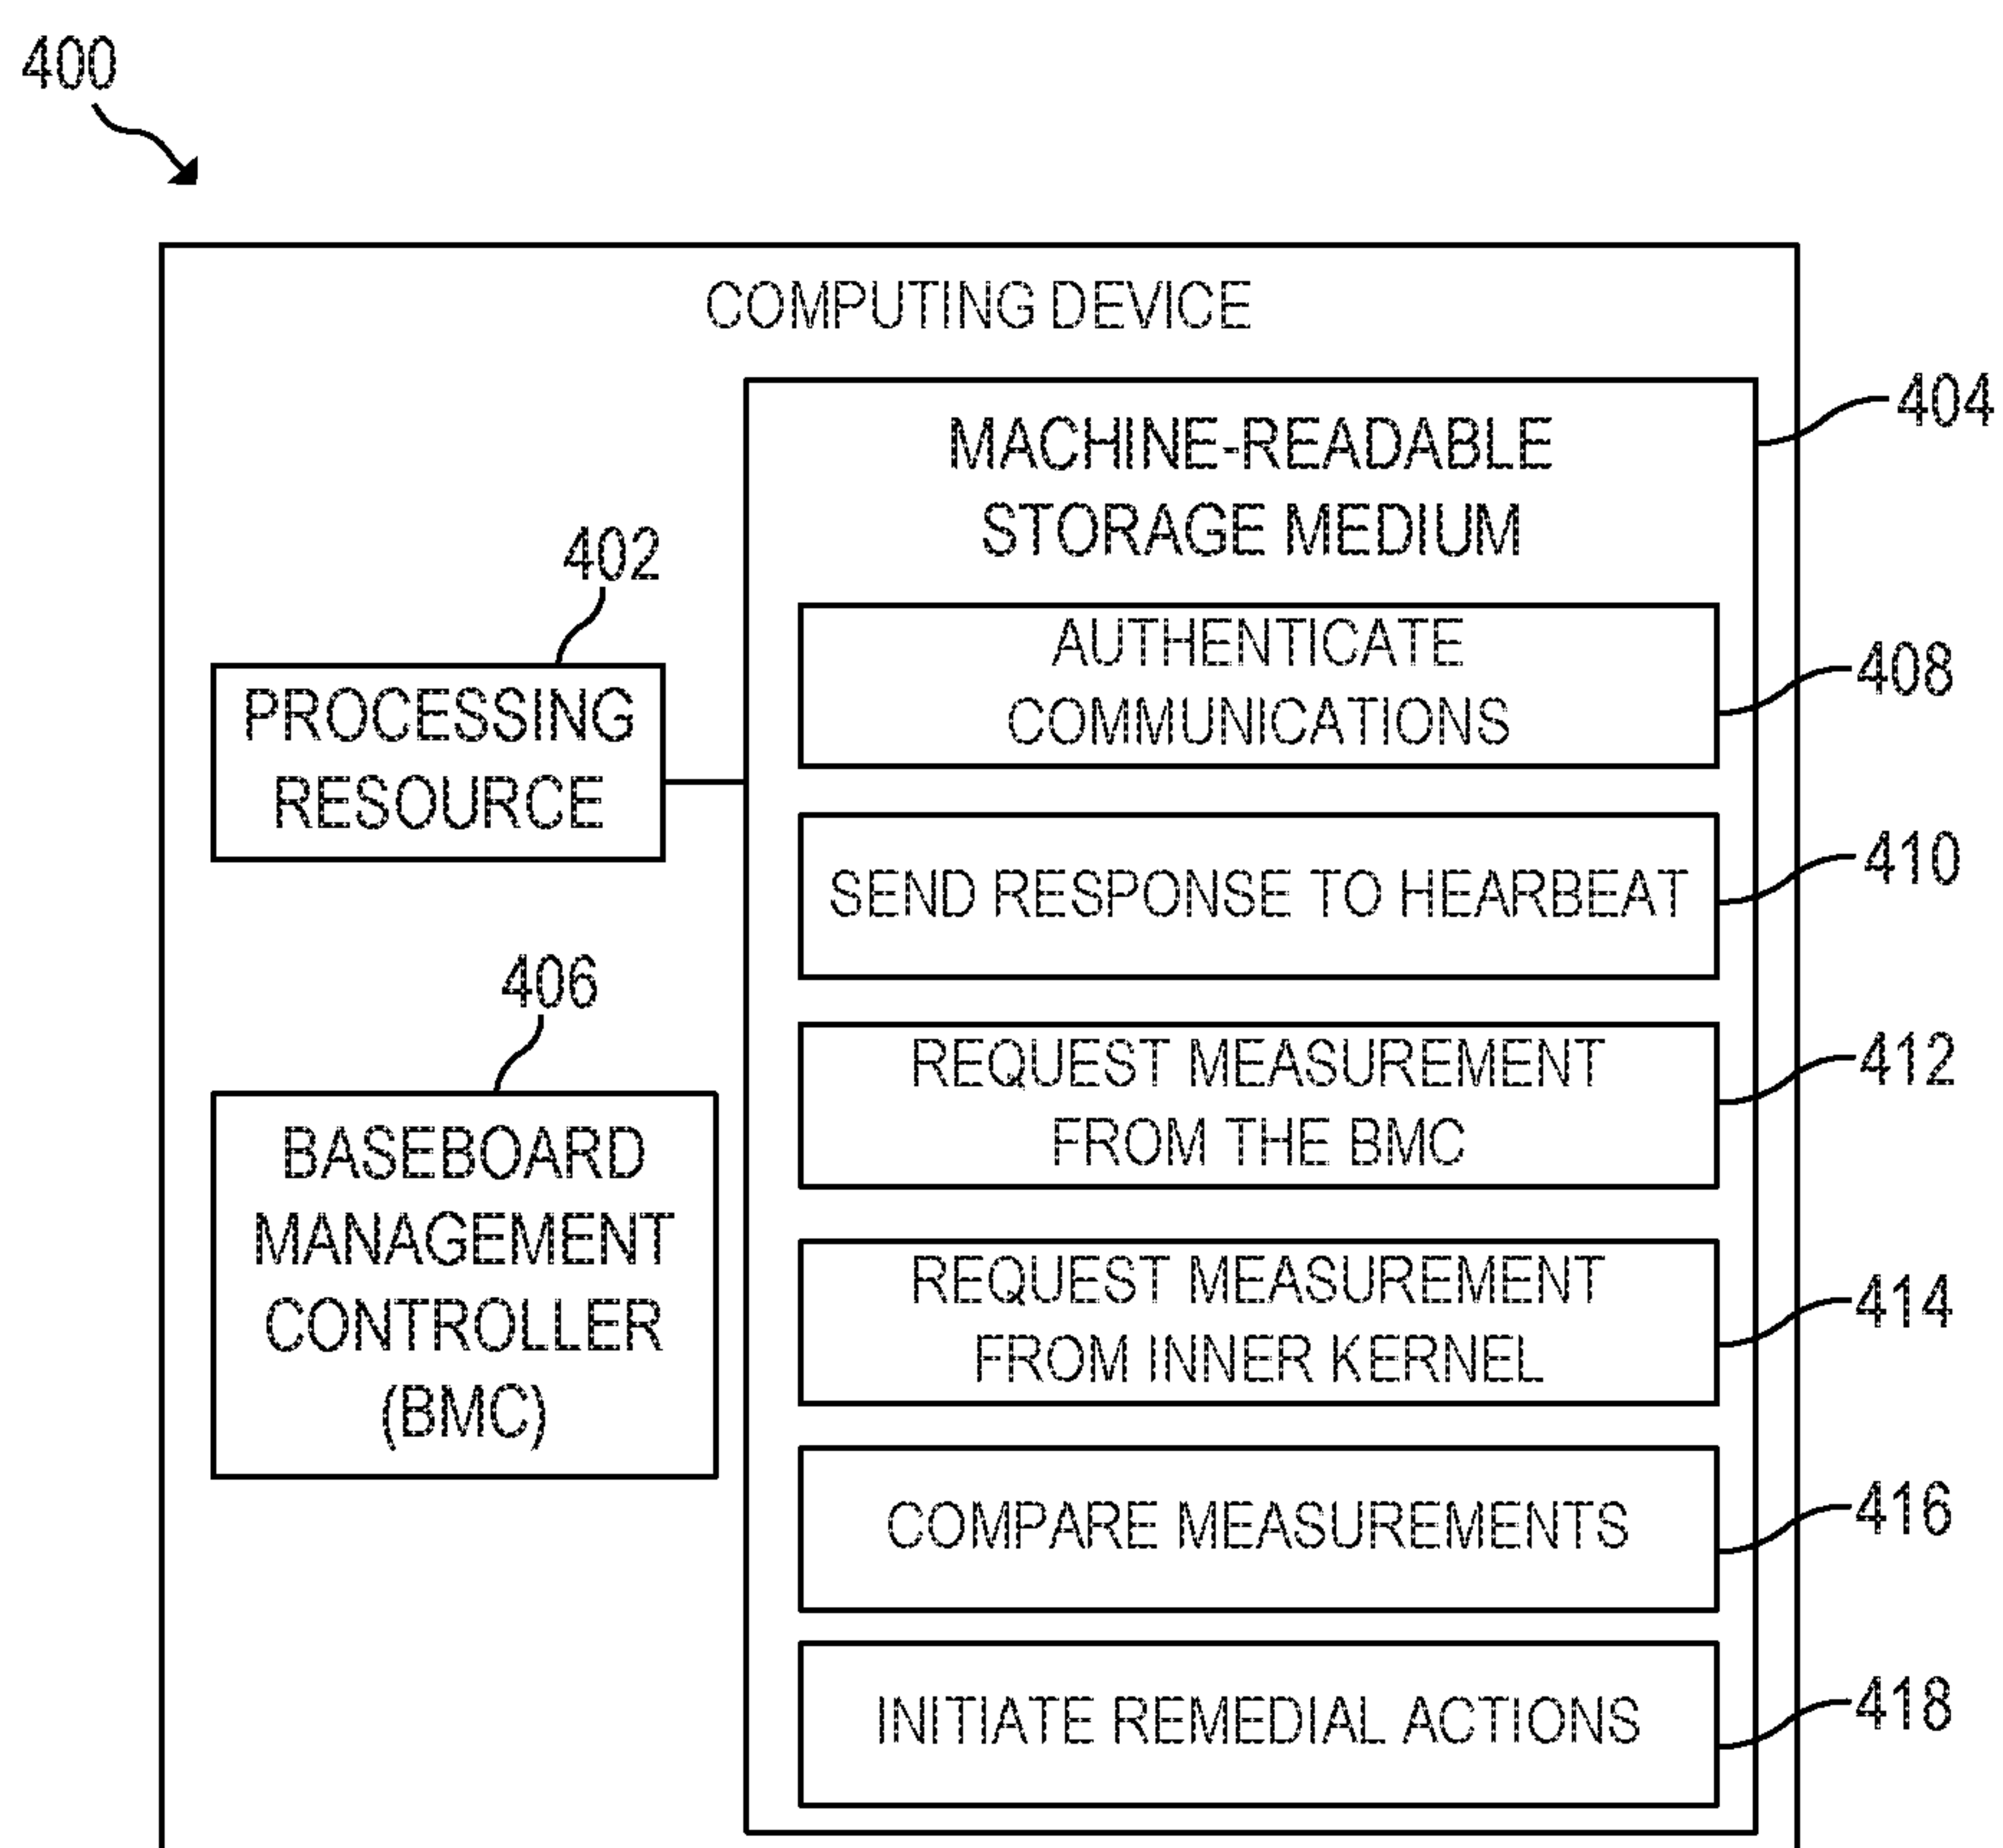 400
COMPUTING DEVICE
404
MACHINE-READABLE
STORAGE MEDIUM
402
PROCESSING
RESOURCE
AUTHENTICATE
COMMUNICATIONS
408
SEND RESPONSE TO HEARBEAT
410
406
BASEBOARD
MANAGEMENT
CONTROLLER
(BMC)
REQUEST MEASUREMENT
FROM THE BMC
412
REQUEST MEASUREMENT
FROM INNER KERNEL
414
COMPARE MEASUREMENTS
416
INITIATE REMEDIAL ACTIONS
418